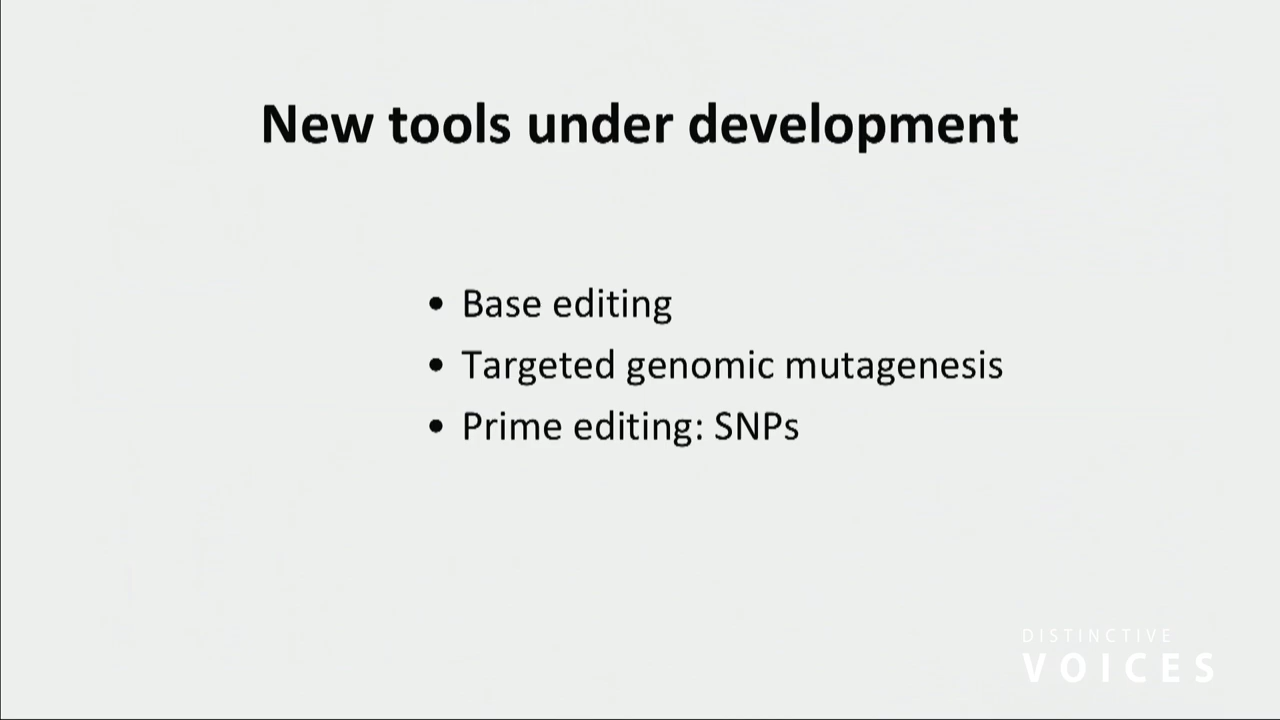 New tools under development
• Base editing
• Targeted genomic mutagenesis
• Prime editing: SNPs
DISTINCTIVE
VOICES